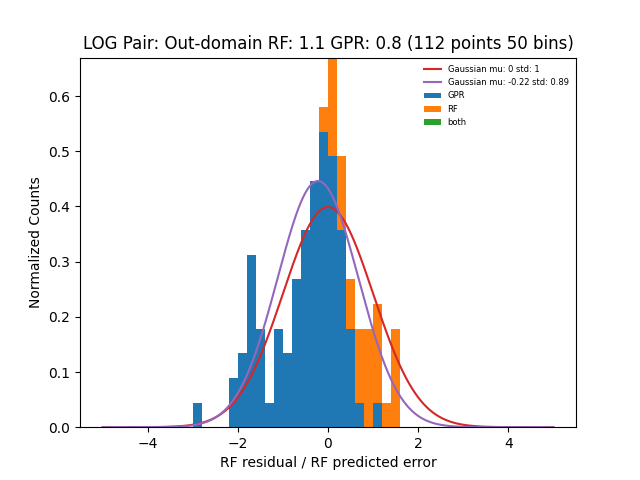 LOG Pair: Out-domain RF: 1.1 GPR: 0.8 (112 points 50 bins)
Gaussian mu: 0 std: 1
Gaussian mu: -0.22 std: 0.89
GPR
RF
both
Normalized Counts
0.6
0.5
0.4
0.3
0.2
0.1
0.0
−4 −2 0 2 4
RF residual / RF predicted error